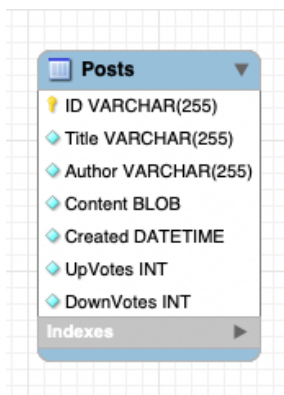 Posts
ID VARCHAR(255)
Title VARCHAR(255)
Author VARCHAR(255)
Content BLOB
Created DATETIME
UpVotes INT
DownVotes INT
Indexes